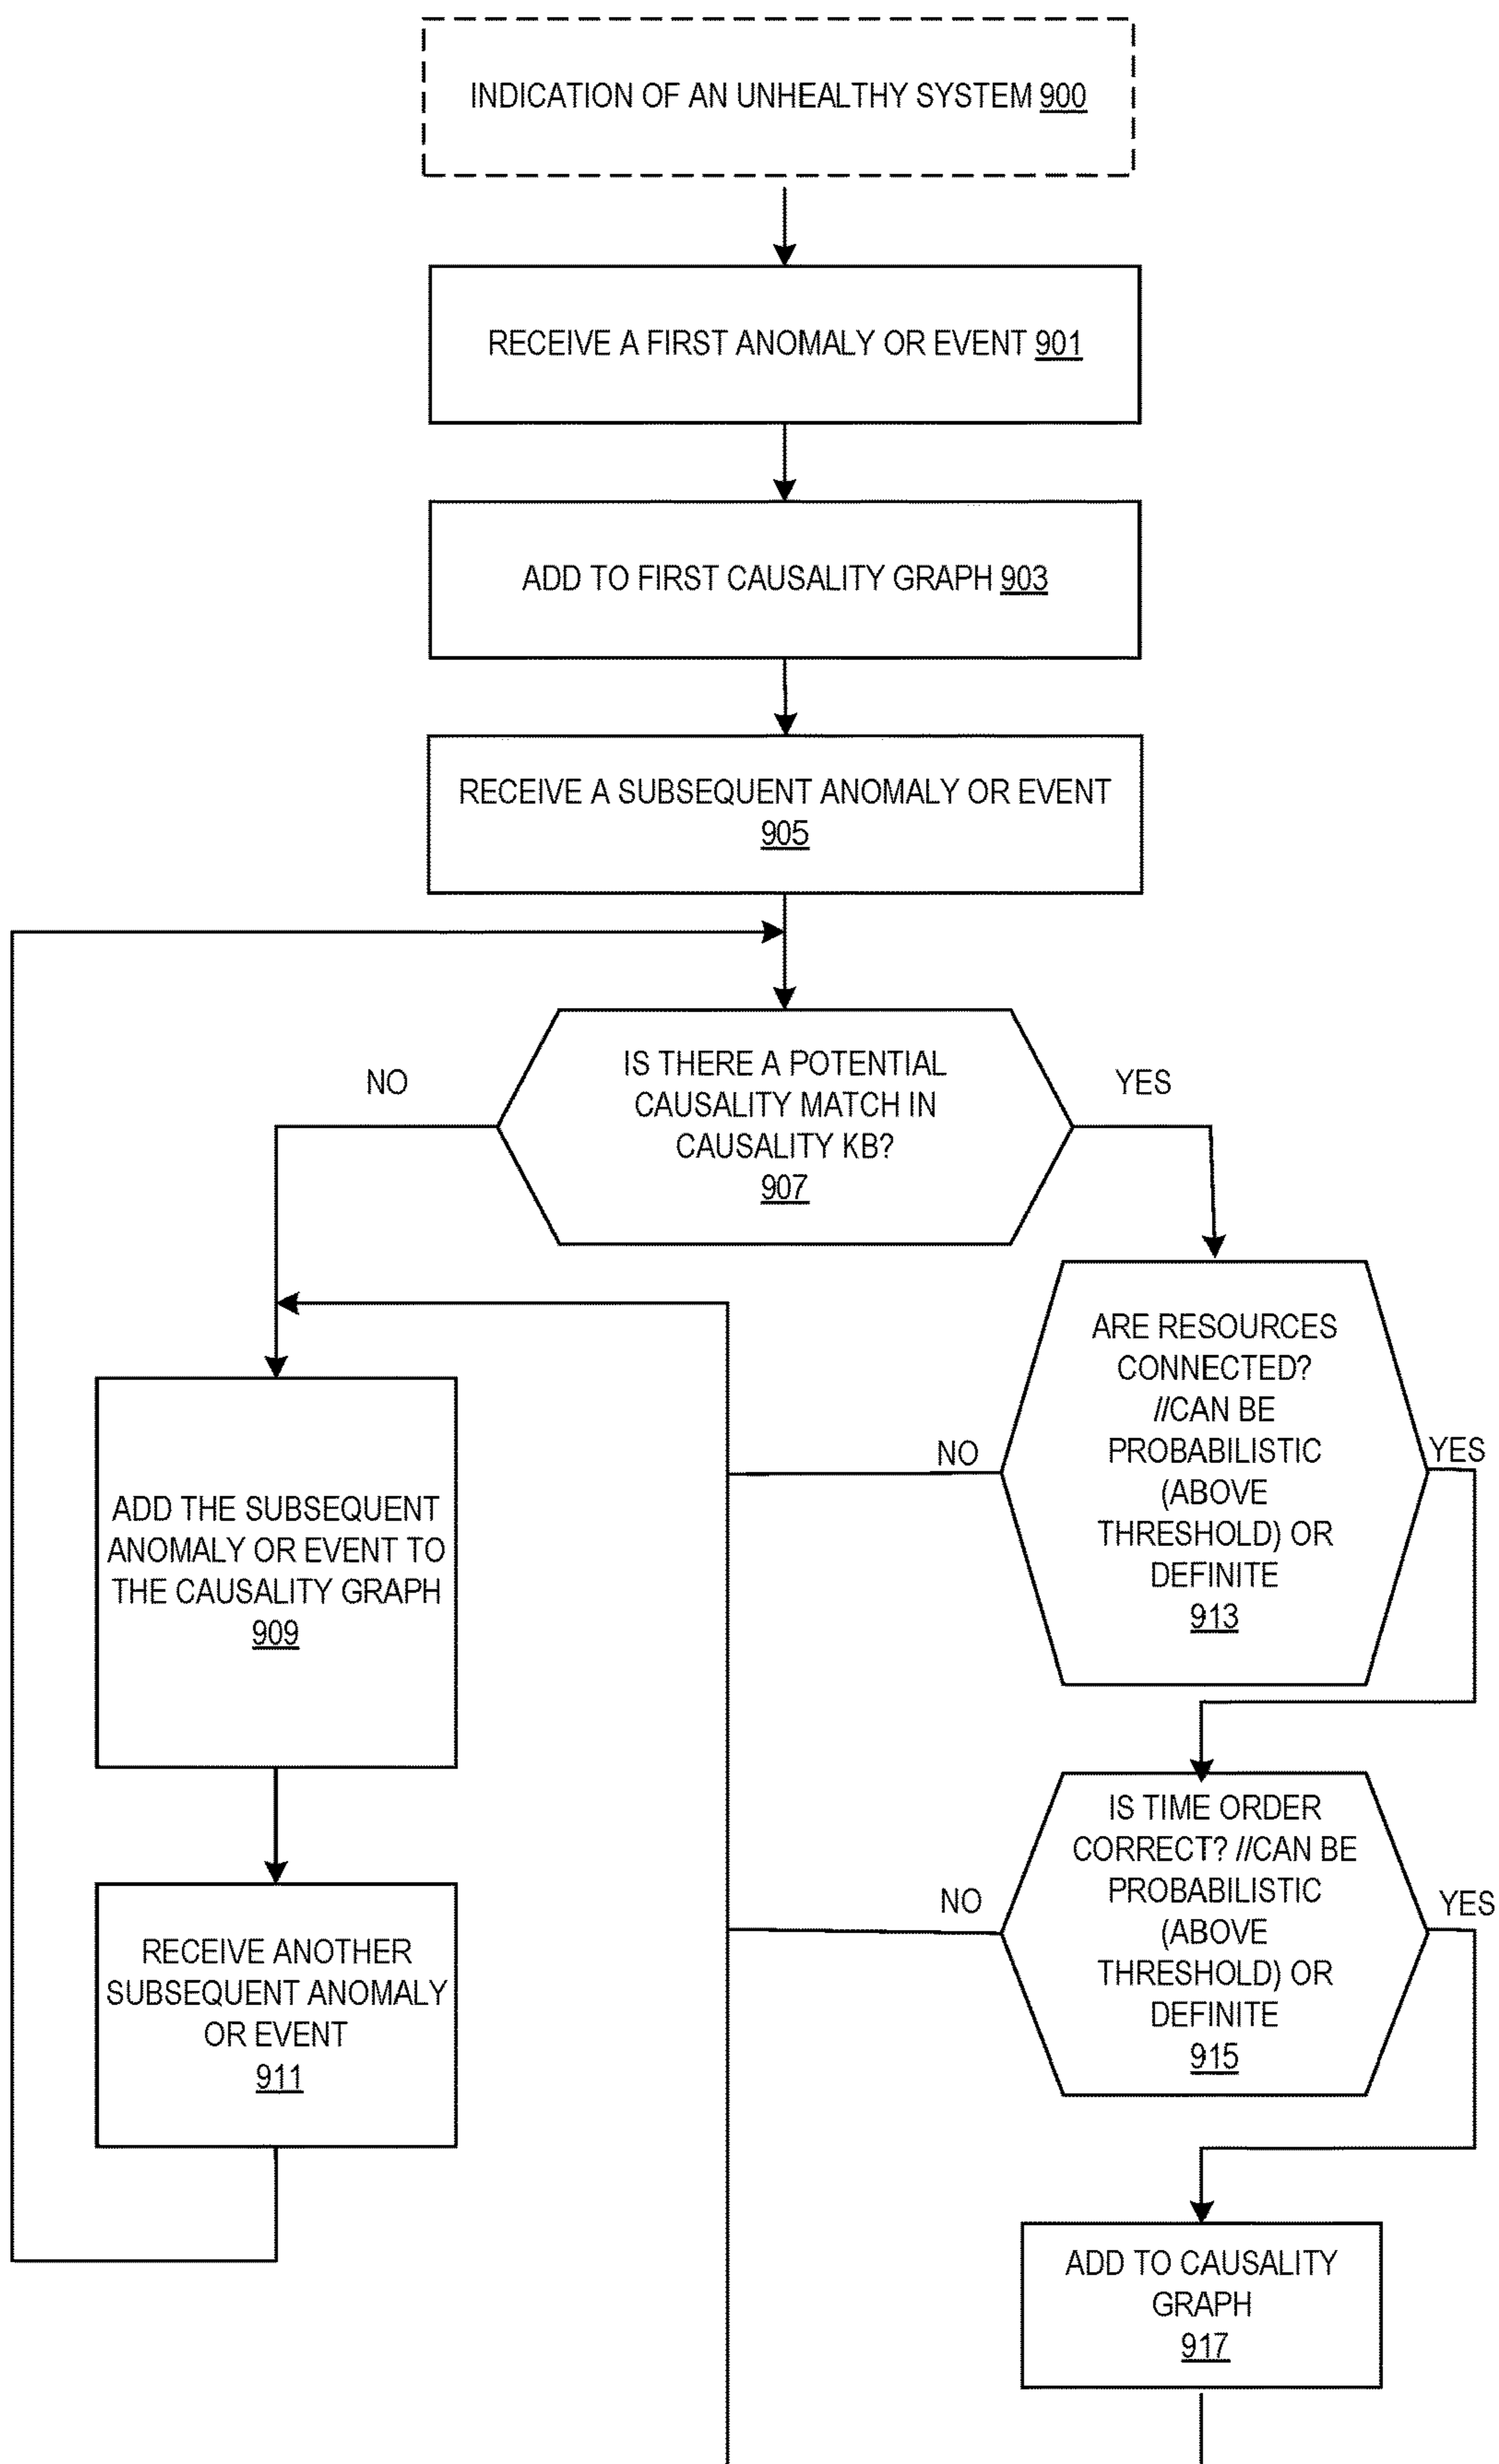 INDICATION OF AN UNHEALTHY SYSTEM 900
RECEIVE A FIRST ANOMALY OR EVENT 901
ADD TO FIRST CAUSALITY GRAPH 903
RECEIVE A SUBSEQUENT ANOMALY OR EVENT
905
IS THERE A POTENTIAL
CAUSALITY MATCH IN
CAUSALITY KB?
907
NO
YES
ARE RESOURCES
CONNECTED?
//CAN BE
PROBABILISTIC
(ABOVE
THRESHOLD) OR
DEFINITE
913
NO
YES
ADD THE SUBSEQUENT
ANOMALY OR EVENT TO
THE CAUSALITY GRAPH
909
IS TIME ORDER
CORRECT? //CAN BE
PROBABILISTIC
(ABOVE
THRESHOLD) OR
DEFINITE
915
NO
YES
RECEIVE ANOTHER
SUBSEQUENT ANOMALY
OR EVENT
911
ADD TO CAUSALITY
GRAPH
917